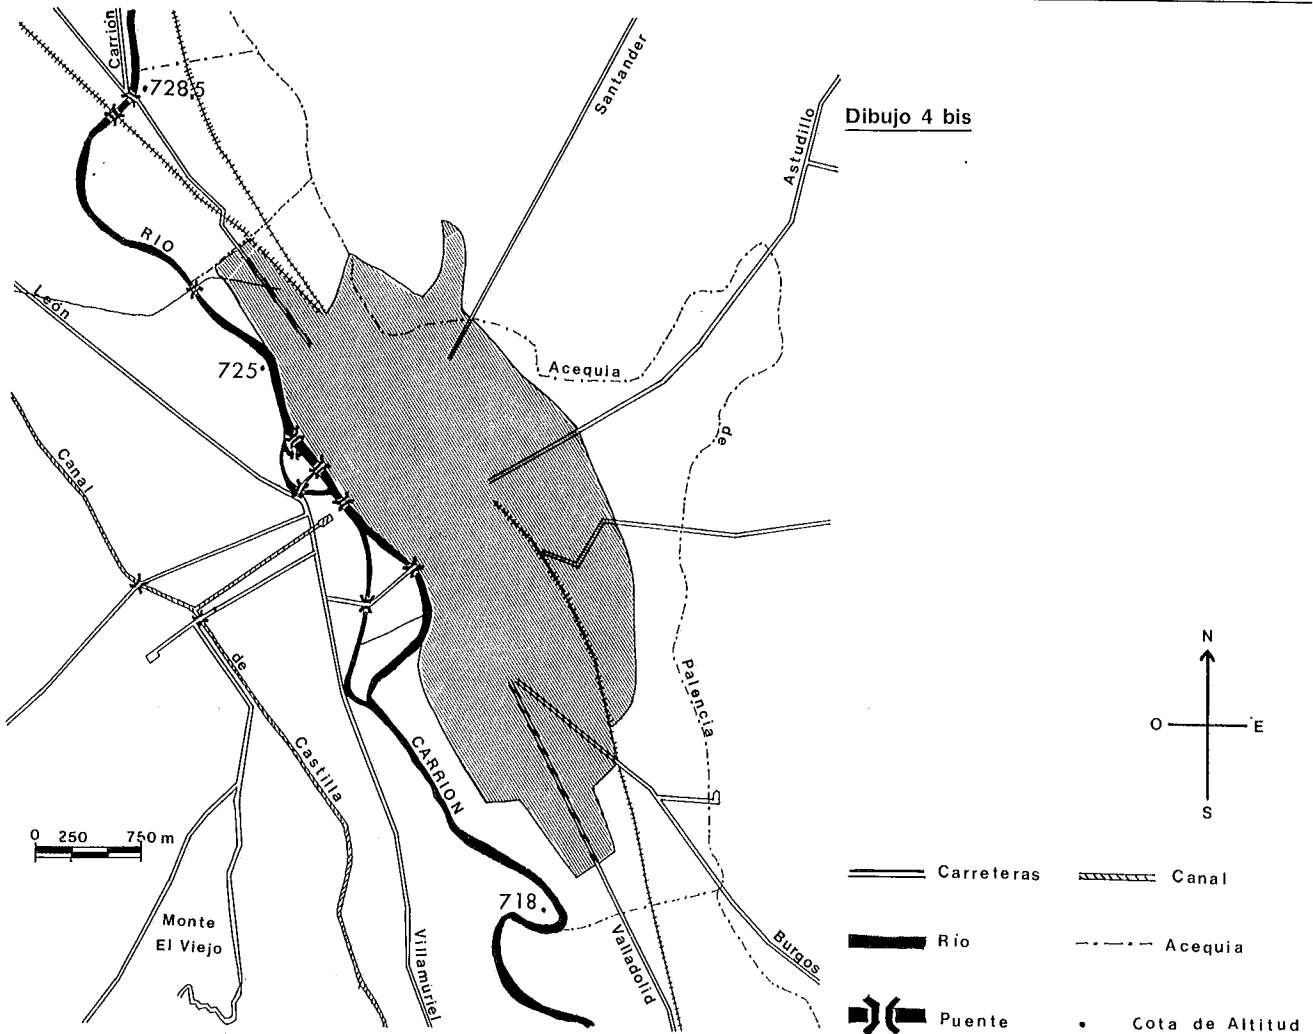 Carrión
728,5
Santander
Dibujo 4 bis
Astudillo
RIO
León
725
Acequia
de
Canal
de
Palencia
Castilla
CARRION
N
O
E
S
0 250 750 m
Monte
El Viejo
718
Villamuriel
Valladolid
Burgos
Carreteras
Canal
Río
Acequia
Puente
Cota de Altitud